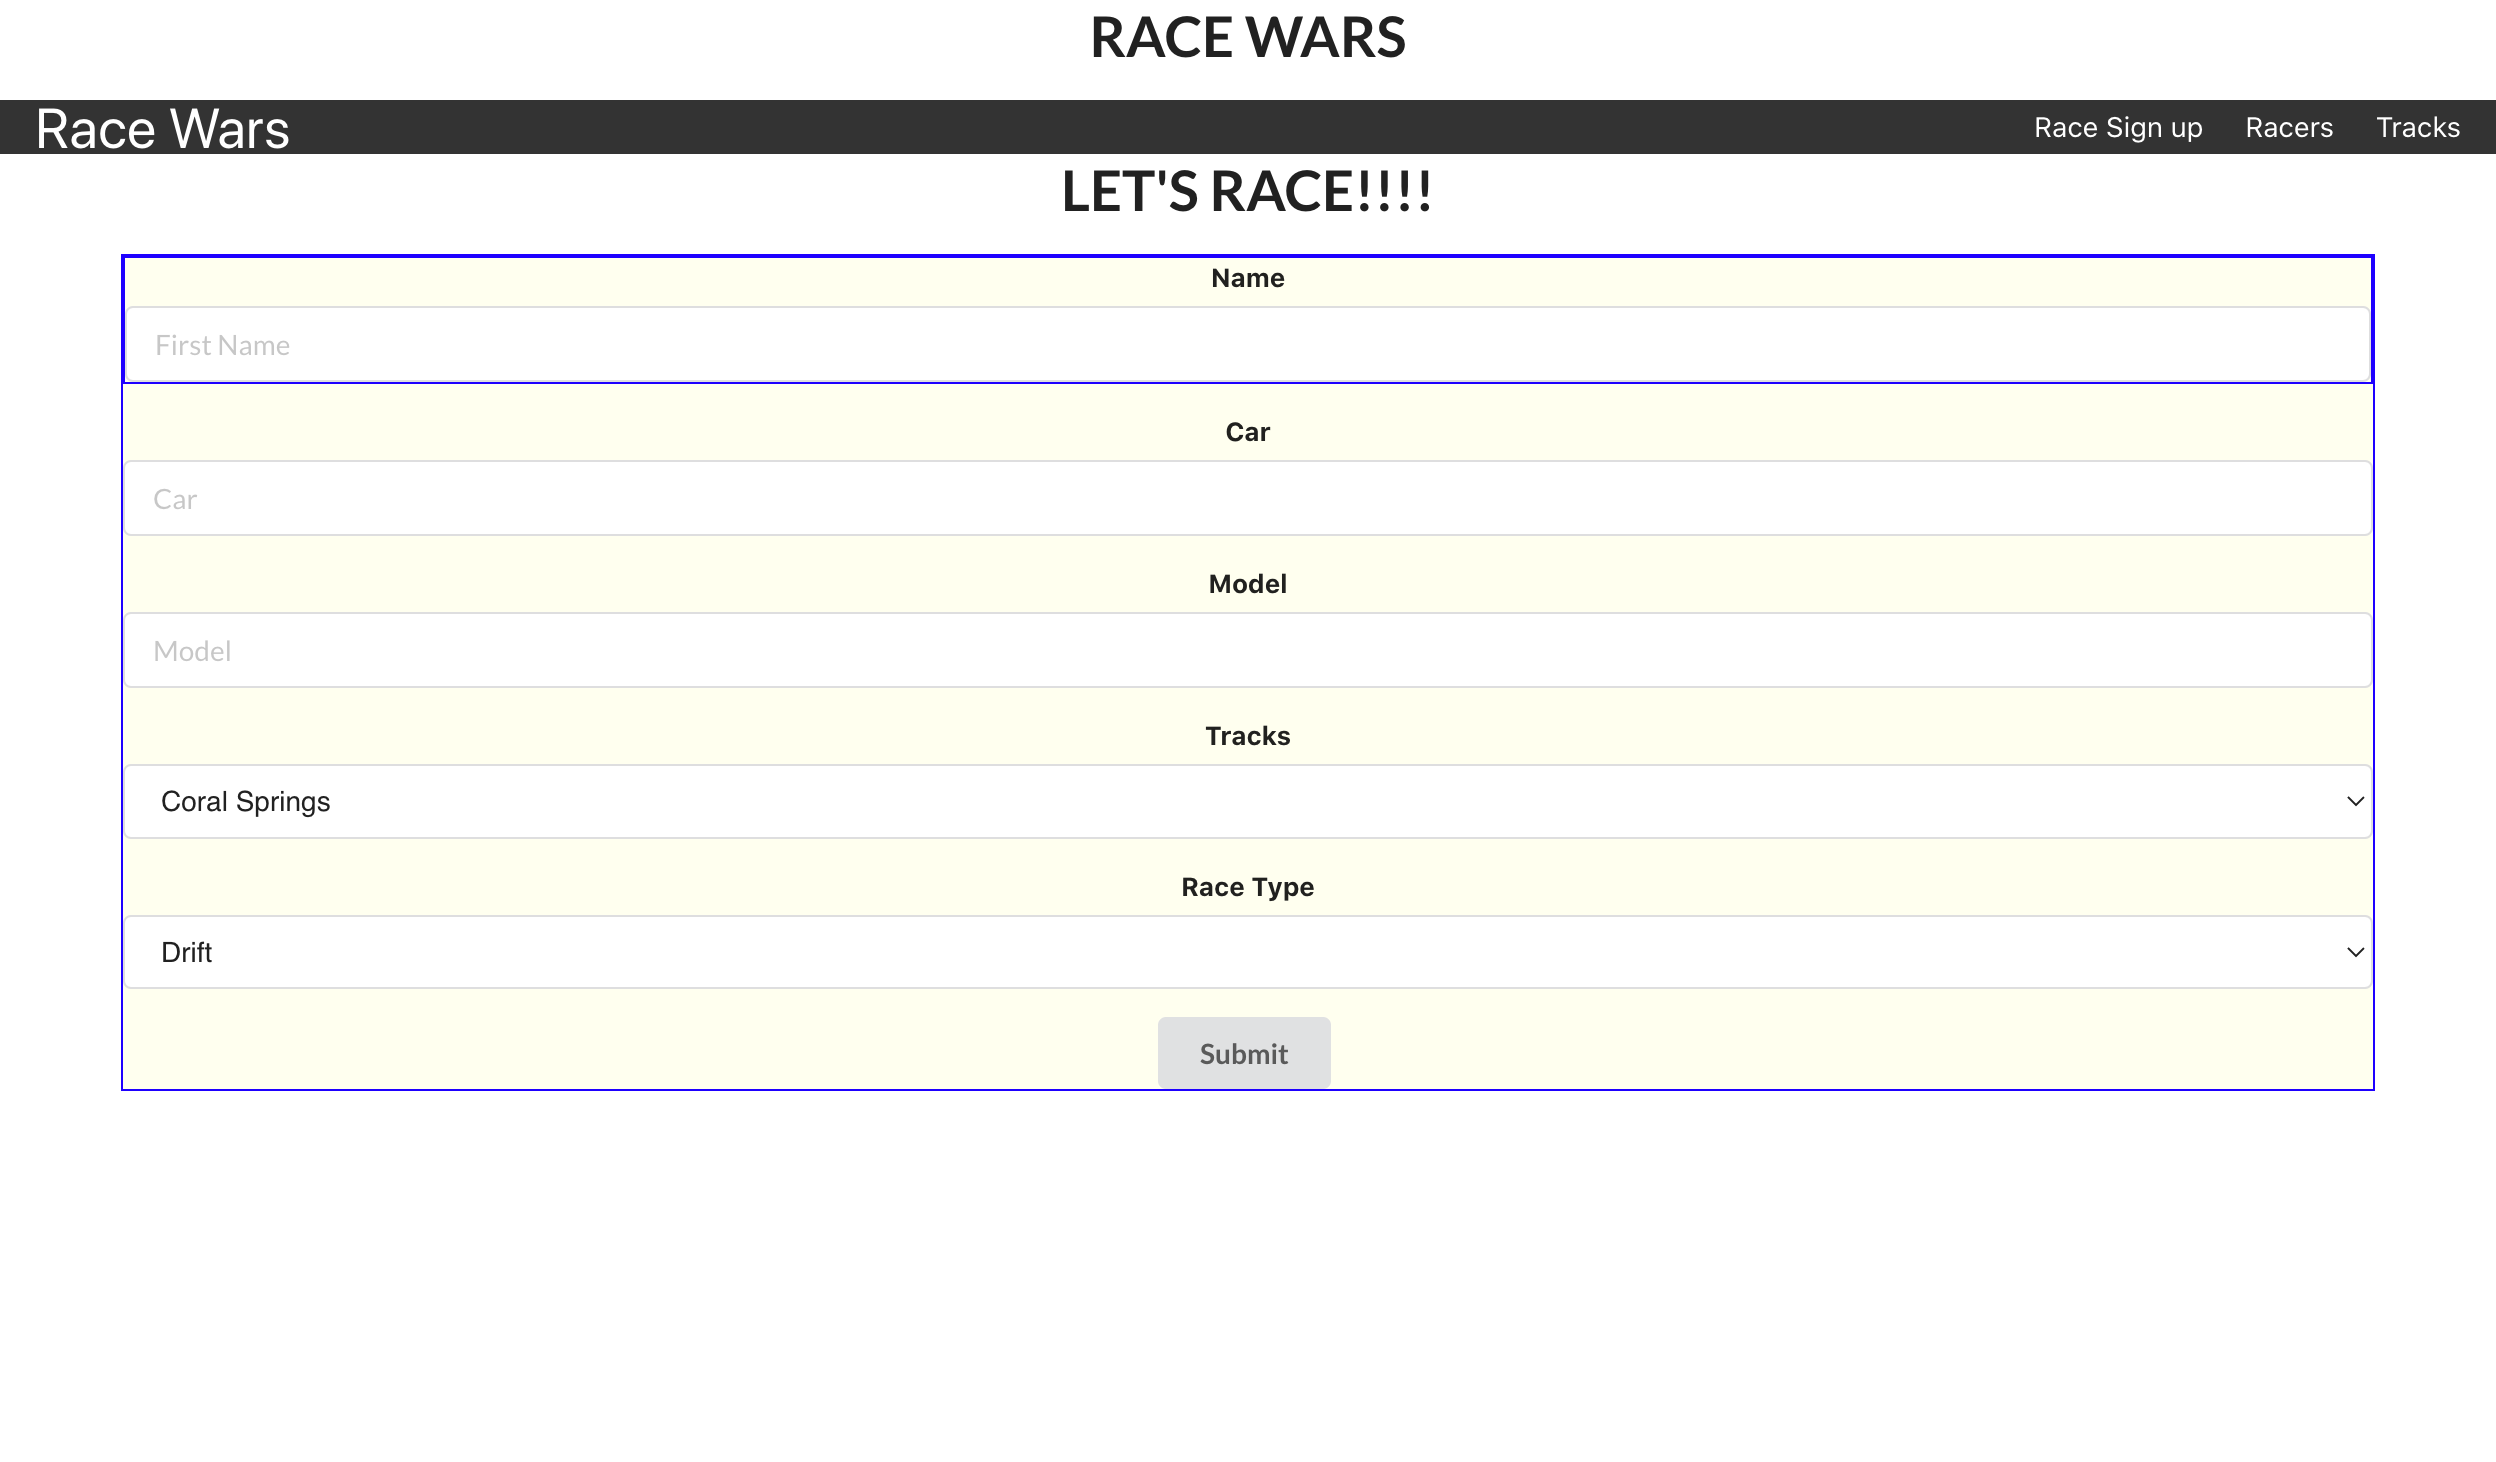 RACE WARS
Race Wars Race Sign up Racers Tracks
LET'S RACE!!!!
Name
First Name
Car
Car
Model
Model
Tracks
Coral Springs
Race Type
Drift
Submit